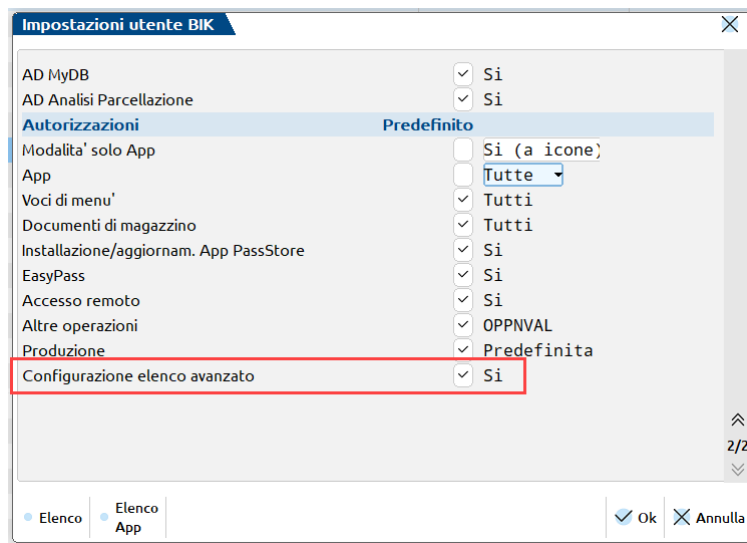 Impostazioni utente BIK
AD MyDB Si
AD Analisi Parcellazione Si
Autorizzazioni Predefinito
Modalita' solo App Si (a icone)
App Tutte
Voci di menu' Tutti
Documenti di magazzino Tutti
Installazione/aggiornam. App PassStore Si
EasyPass Si
Accesso remoto Si
Altre operazioni OPPNVAL
Produzione Predefinita
Configurazione elenco avanzato Si
2/2
Elenco Elenco App Ok Annulla